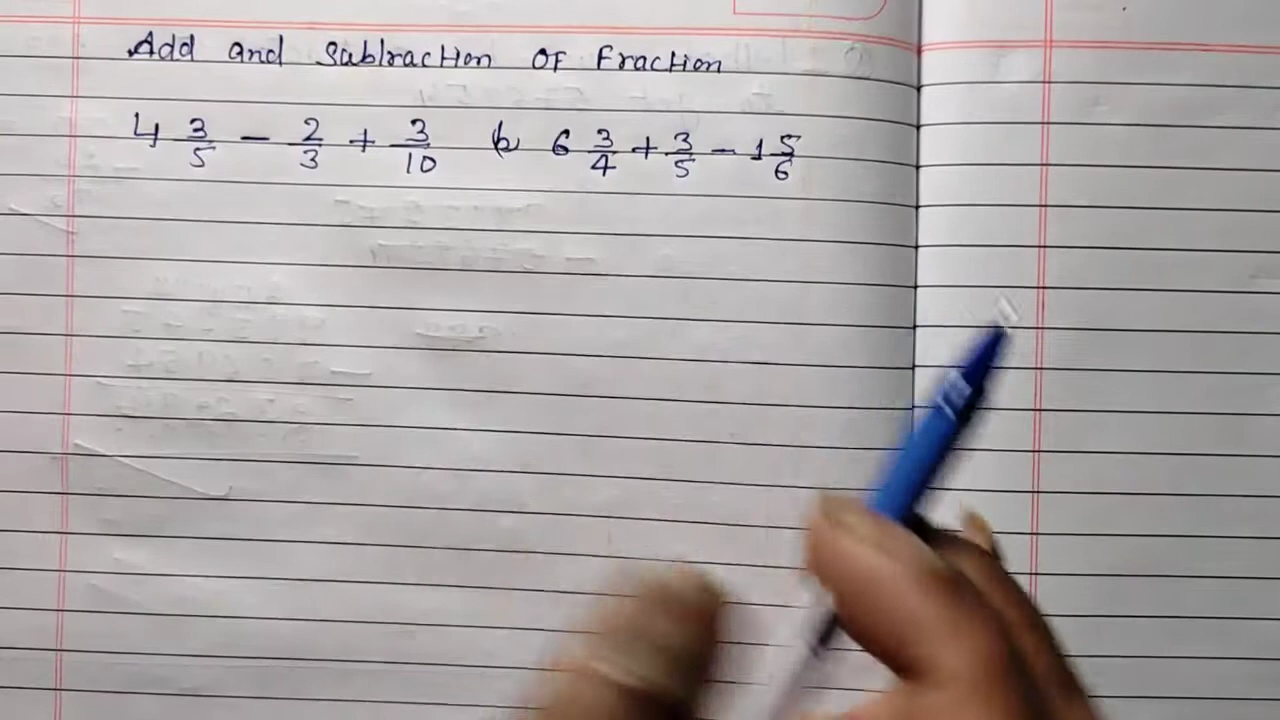 Add and Sabtraction OF Fraction
4 3/5 - 2/3 + 3/10 b) 6 3/4 + 3/5 - 1 5/6